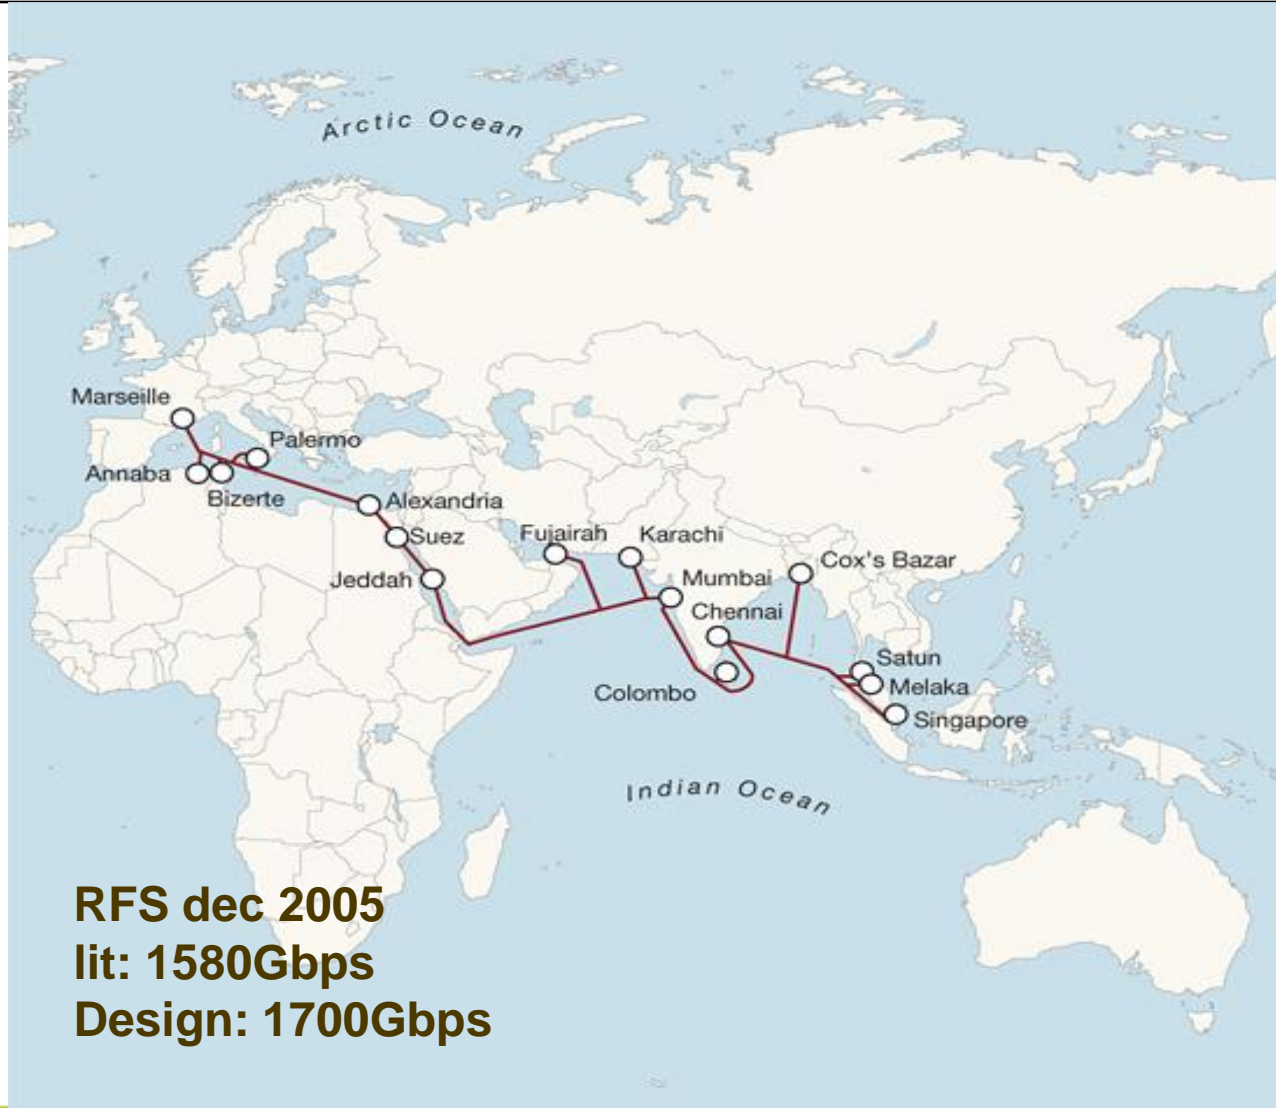 Arctic Ocean
Marseille
Palermo
Annaba
Bizerte
Alexandria
Suez
Fujairah
Karachi
Jeddah
Cox's Bazar
Mumbai
Chennai
Satun
Colombo
Melaka
Singapore
Indian Ocean
RFS dec 2005
lit: 1580Gbps
Design: 1700Gbps